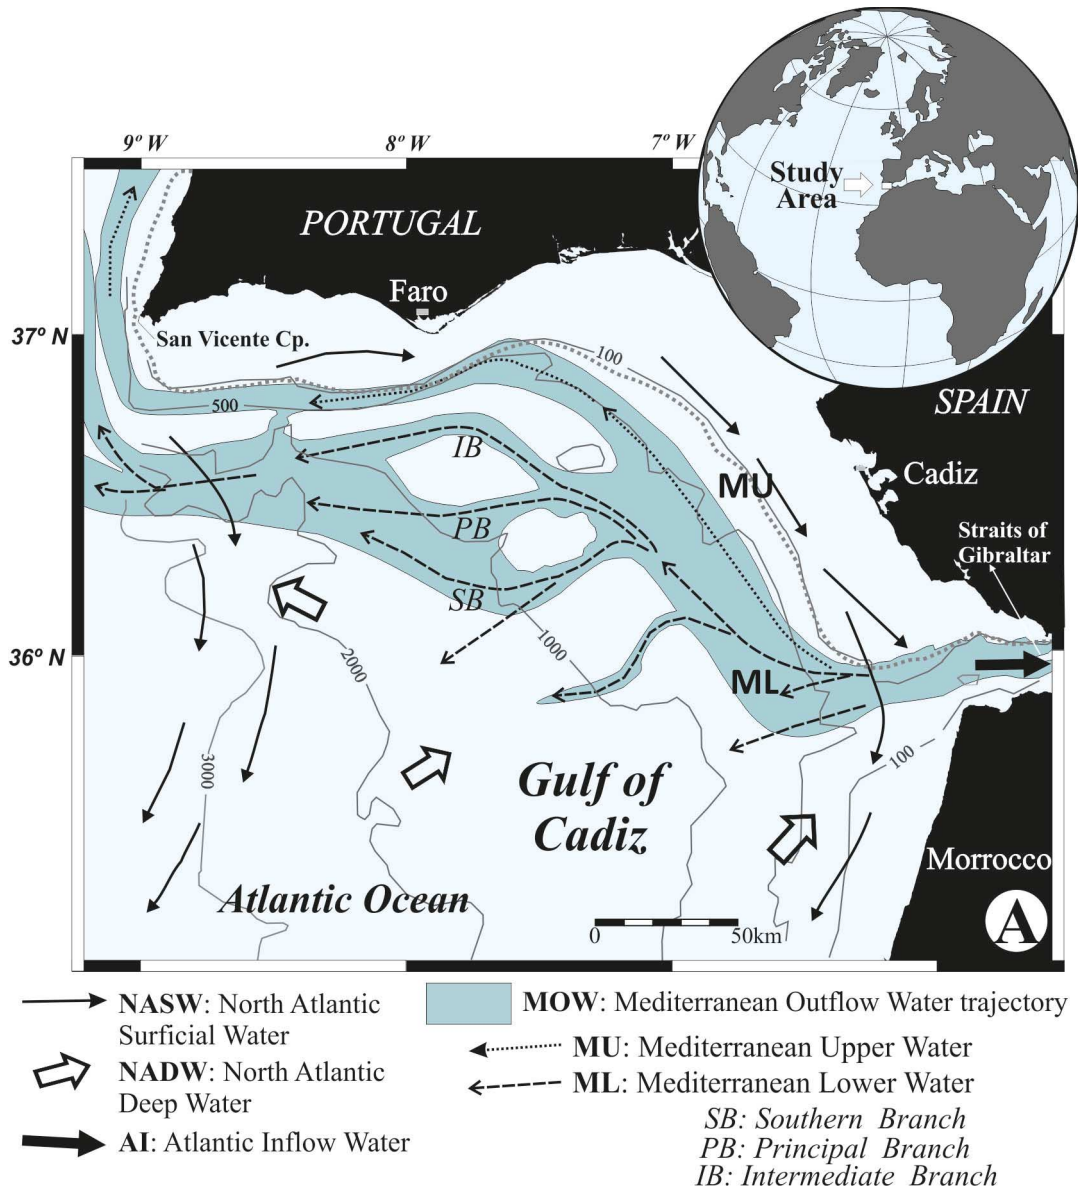 9º W
8º W
7º W
Study
Area
PORTUGAL
Faro
37º N
San Vicente Cp.
100
SPAIN
500
IB
MU
Cadiz
PB
Straits of
Gibraltar
SB
1000
36º N
2000
ML
3000
100
Gulf of
Cadiz
Morrocco
Atlantic Ocean
A
0
50km
NASW: North Atlantic
Surficial Water
NADW: North Atlantic
Deep Water
AI: Atlantic Inflow Water
MOW: Mediterranean Outflow Water trajectory
MU: Mediterranean Upper Water
ML: Mediterranean Lower Water
SB: Southern Branch
PB: Principal Branch
IB: Intermediate Branch